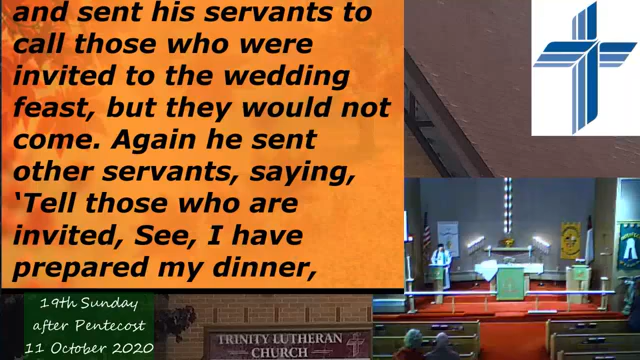 and sent his servants to
call those who were
invited to the wedding
feast, but they would not
come. Again he sent
other servants, saying,
‘Tell those who are
invited, See, I have
prepared my dinner,
19th Sunday
after Pentecost
11 October 2020
TRINITY LUTHERAN
CHURCH